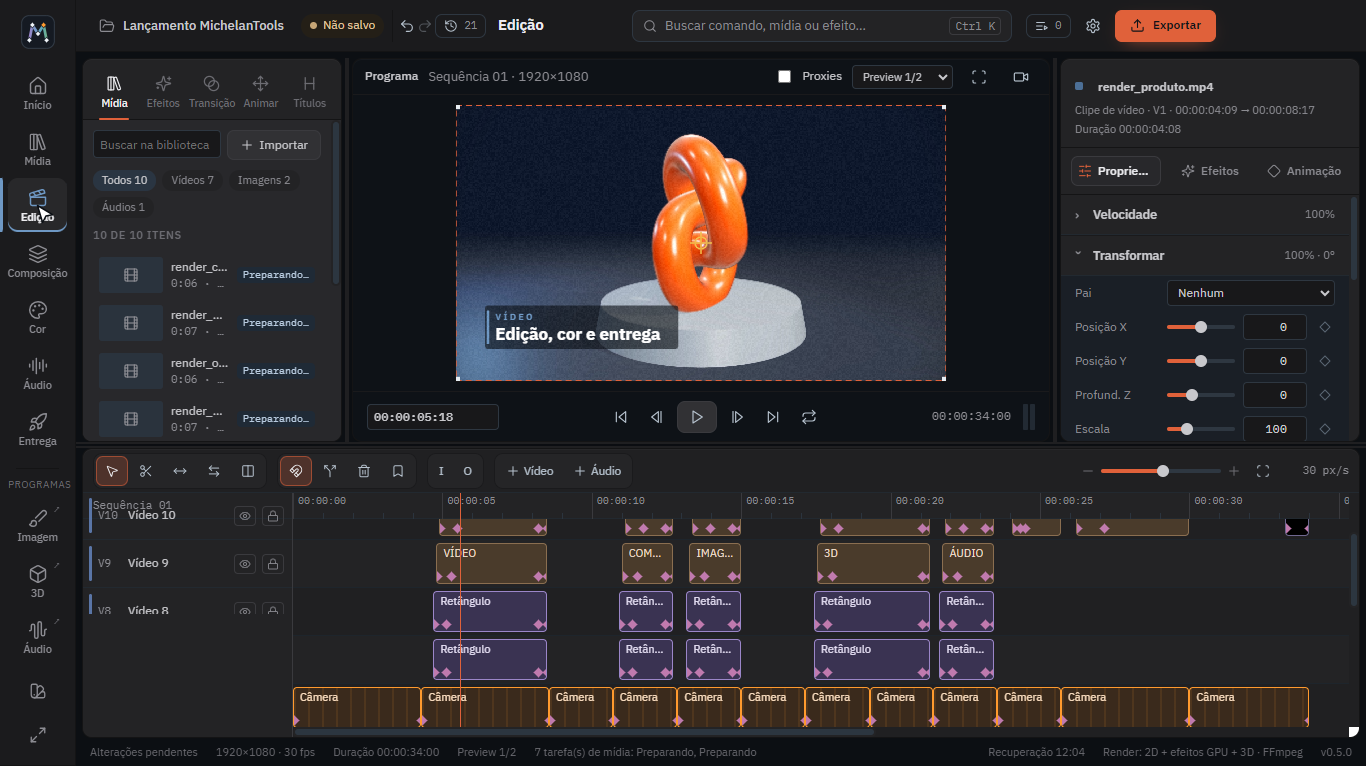 Lançamento MichelanTools
Não salvo
21
Edição
Buscar comando, mídia ou efeito...
Ctrl K
0
Exportar
Início
Mídia
Edição
Composição
Cor
Áudio
Entrega
PROGRAMAS
Imagem
3D
Áudio
Mídia
Efeitos
Transição
Animar
Títulos
Buscar na biblioteca
Importar
Todos 10
Vídeos 7
Imagens 2
Áudios 1
10 DE 10 ITENS
render_c...
0:06 · …
Preparando…
render_...
0:07 · …
Preparando…
render_o...
0:06 · …
Preparando…
render_...
0:07 · …
Preparando…
Programa
Sequência 01 · 1920×1080
Proxies
Preview 1/2
VÍDEO
Edição, cor e entrega
00:00:05:18
00:00:34:00
render_produto.mp4
Clipe de vídeo · V1 · 00:00:04:09 → 00:00:08:17
Duração 00:00:04:08
Proprie...
Efeitos
Animação
Velocidade
100%
Transformar
100% · 0°
Pai
Nenhum
Posição X
0
Posição Y
0
Profund. Z
0
Escala
100
I
O
+ Vídeo
+ Áudio
30 px/s
Sequência 01
00:00:00
00:00:05
00:00:10
00:00:15
00:00:20
00:00:25
00:00:30
V10 Vídeo 10
V9 Vídeo 9
VÍDEO
COM...
IMAG...
3D
ÁUDIO
V8 Vídeo 8
Retângulo
Retân...
Retân...
Retângulo
Retân...
Retângulo
Retân...
Retân...
Retângulo
Retân...
Câmera
Câmera
Câmera
Câmera
Câmera
Câmera
Câmera
Câmera
Câmera
Câmera
Câmera
Câmera
Alterações pendentes
1920×1080 · 30 fps
Duração 00:00:34:00
Preview 1/2
7 tarefa(s) de mídia: Preparando, Preparando
Recuperação 12:04
Render: 2D + efeitos GPU + 3D · FFmpeg
v0.5.0